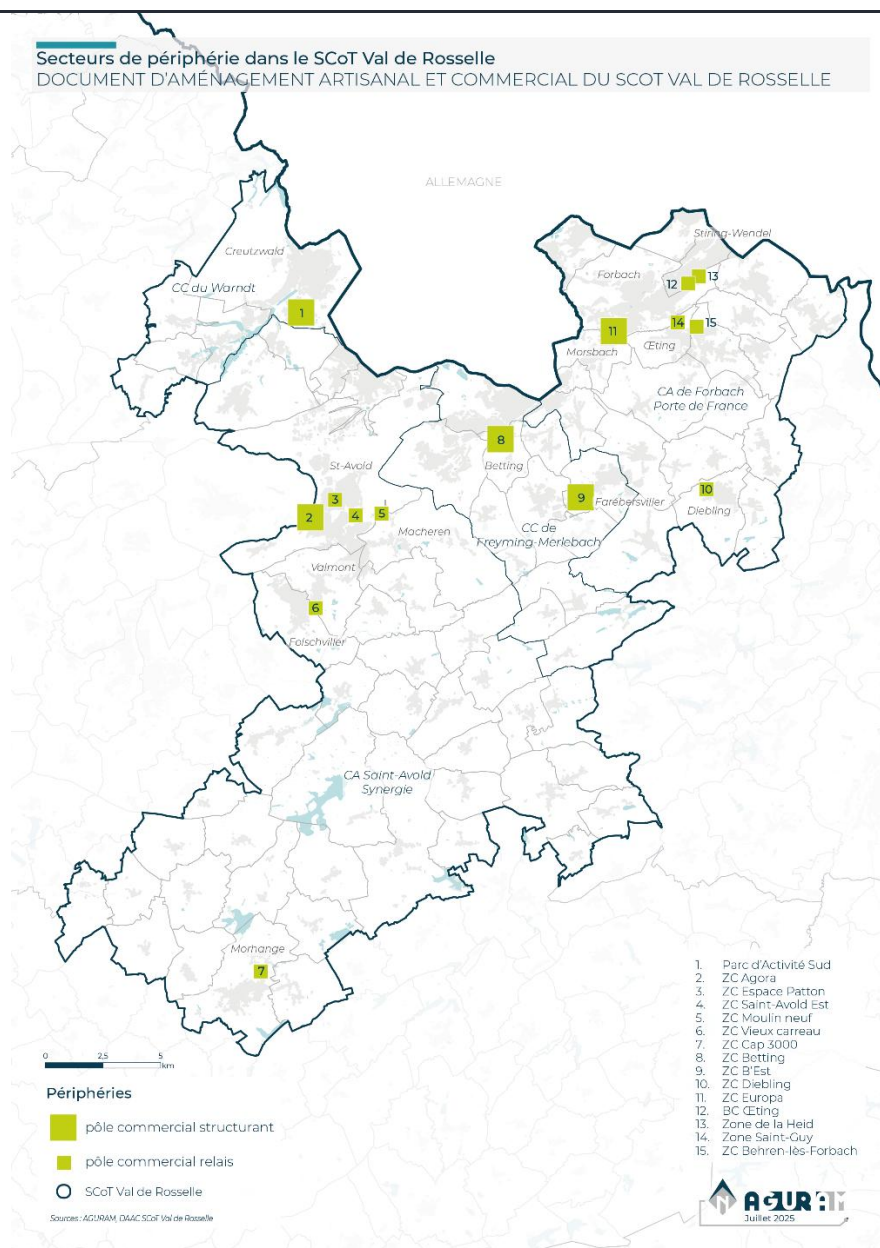 Secteurs de périphérie dans le SCoT Val de Rosselle
DOCUMENT D'AMÉNAGEMENT ARTISANAL ET COMMERCIAL DU SCOT VAL DE ROSSELLE
ALLEMAGNE
Stiring-Wendel
Creutzwald
Forbach
13
12
CC du Warndt
1
14
15
11
Morsbach
Œting
CA de Forbach
Porte de France
8
Betting
St-Avold
3
9
Farébersviller
10
Diebling
2
4
5
Macheren
CC de
Freyming-Merlebach
Valmont
6
Folschviller
CA Saint-Avold
Synergie
Morhange
7
1. Parc d'Activité Sud
2. ZC Agora
3. ZC Espace Patton
4. ZC Saint-Avold Est
5. ZC Moulin neuf
6. ZC Vieux carreau
7. ZC Cap 3000
8. ZC Betting
9. ZC B'Est
10. ZC Diebling
11. ZC Europa
12. BC Œting
13. Zone de la Heid
14. Zone Saint-Guy
15. ZC Behren-lès-Forbach
0 2,5 5
km
Périphéries
pôle commercial structurant
pôle commercial relais
SCoT Val de Rosselle
Sources : AGURAM, DAAC SCoT Val de Rosselle
N
AGURAM
Juillet 2025